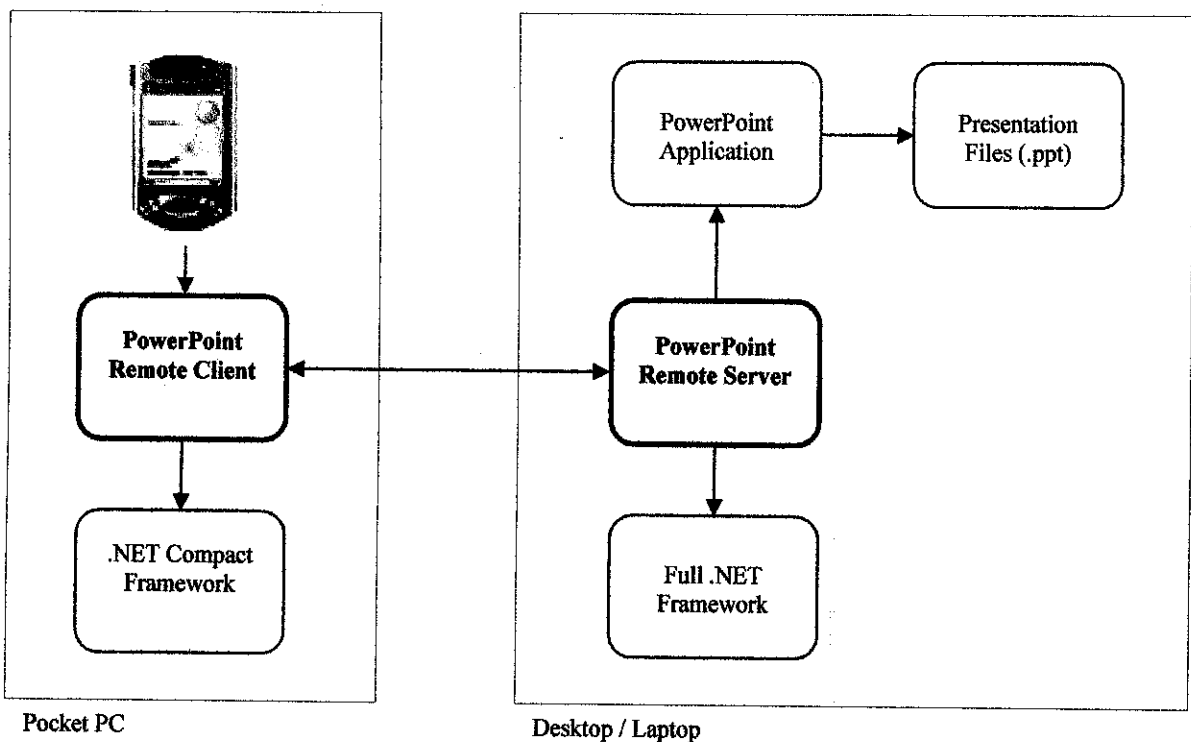 PowerPoint
Application
Presentation
Files (.ppt)
PowerPoint
Remote Client
PowerPoint
Remote Server
.NET Compact
Framework
Full .NET
Framework
Pocket PC
Desktop / Laptop